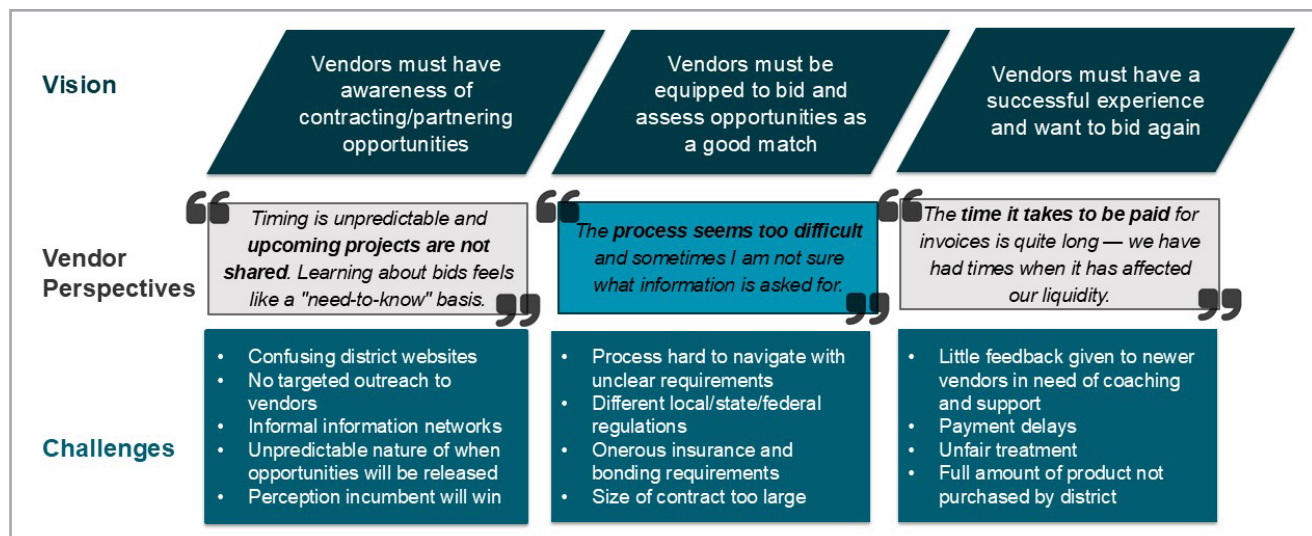 Vision
Vendors must have
awareness of
contracting/partnering
opportunities
Vendors must be
equipped to bid and
assess opportunities as
a good match
Vendors must have a
successful experience
and want to bid again
Vendor
Perspectives
“
Timing is unpredictable and
upcoming projects are not
shared. Learning about bids feels
like a "need-to-know" basis.
”
“
The process seems too difficult
and sometimes I am not sure
what information is asked for.
”
“
The time it takes to be paid for
invoices is quite long — we have
had times when it has affected
our liquidity.
”
Challenges
• Confusing district websites
• No targeted outreach to
vendors
• Informal information networks
• Unpredictable nature of when
opportunities will be released
• Perception incumbent will win
• Process hard to navigate with
unclear requirements
• Different local/state/federal
regulations
• Onerous insurance and
bonding requirements
• Size of contract too large
• Little feedback given to newer
vendors in need of coaching
and support
• Payment delays
• Unfair treatment
• Full amount of product not
purchased by district